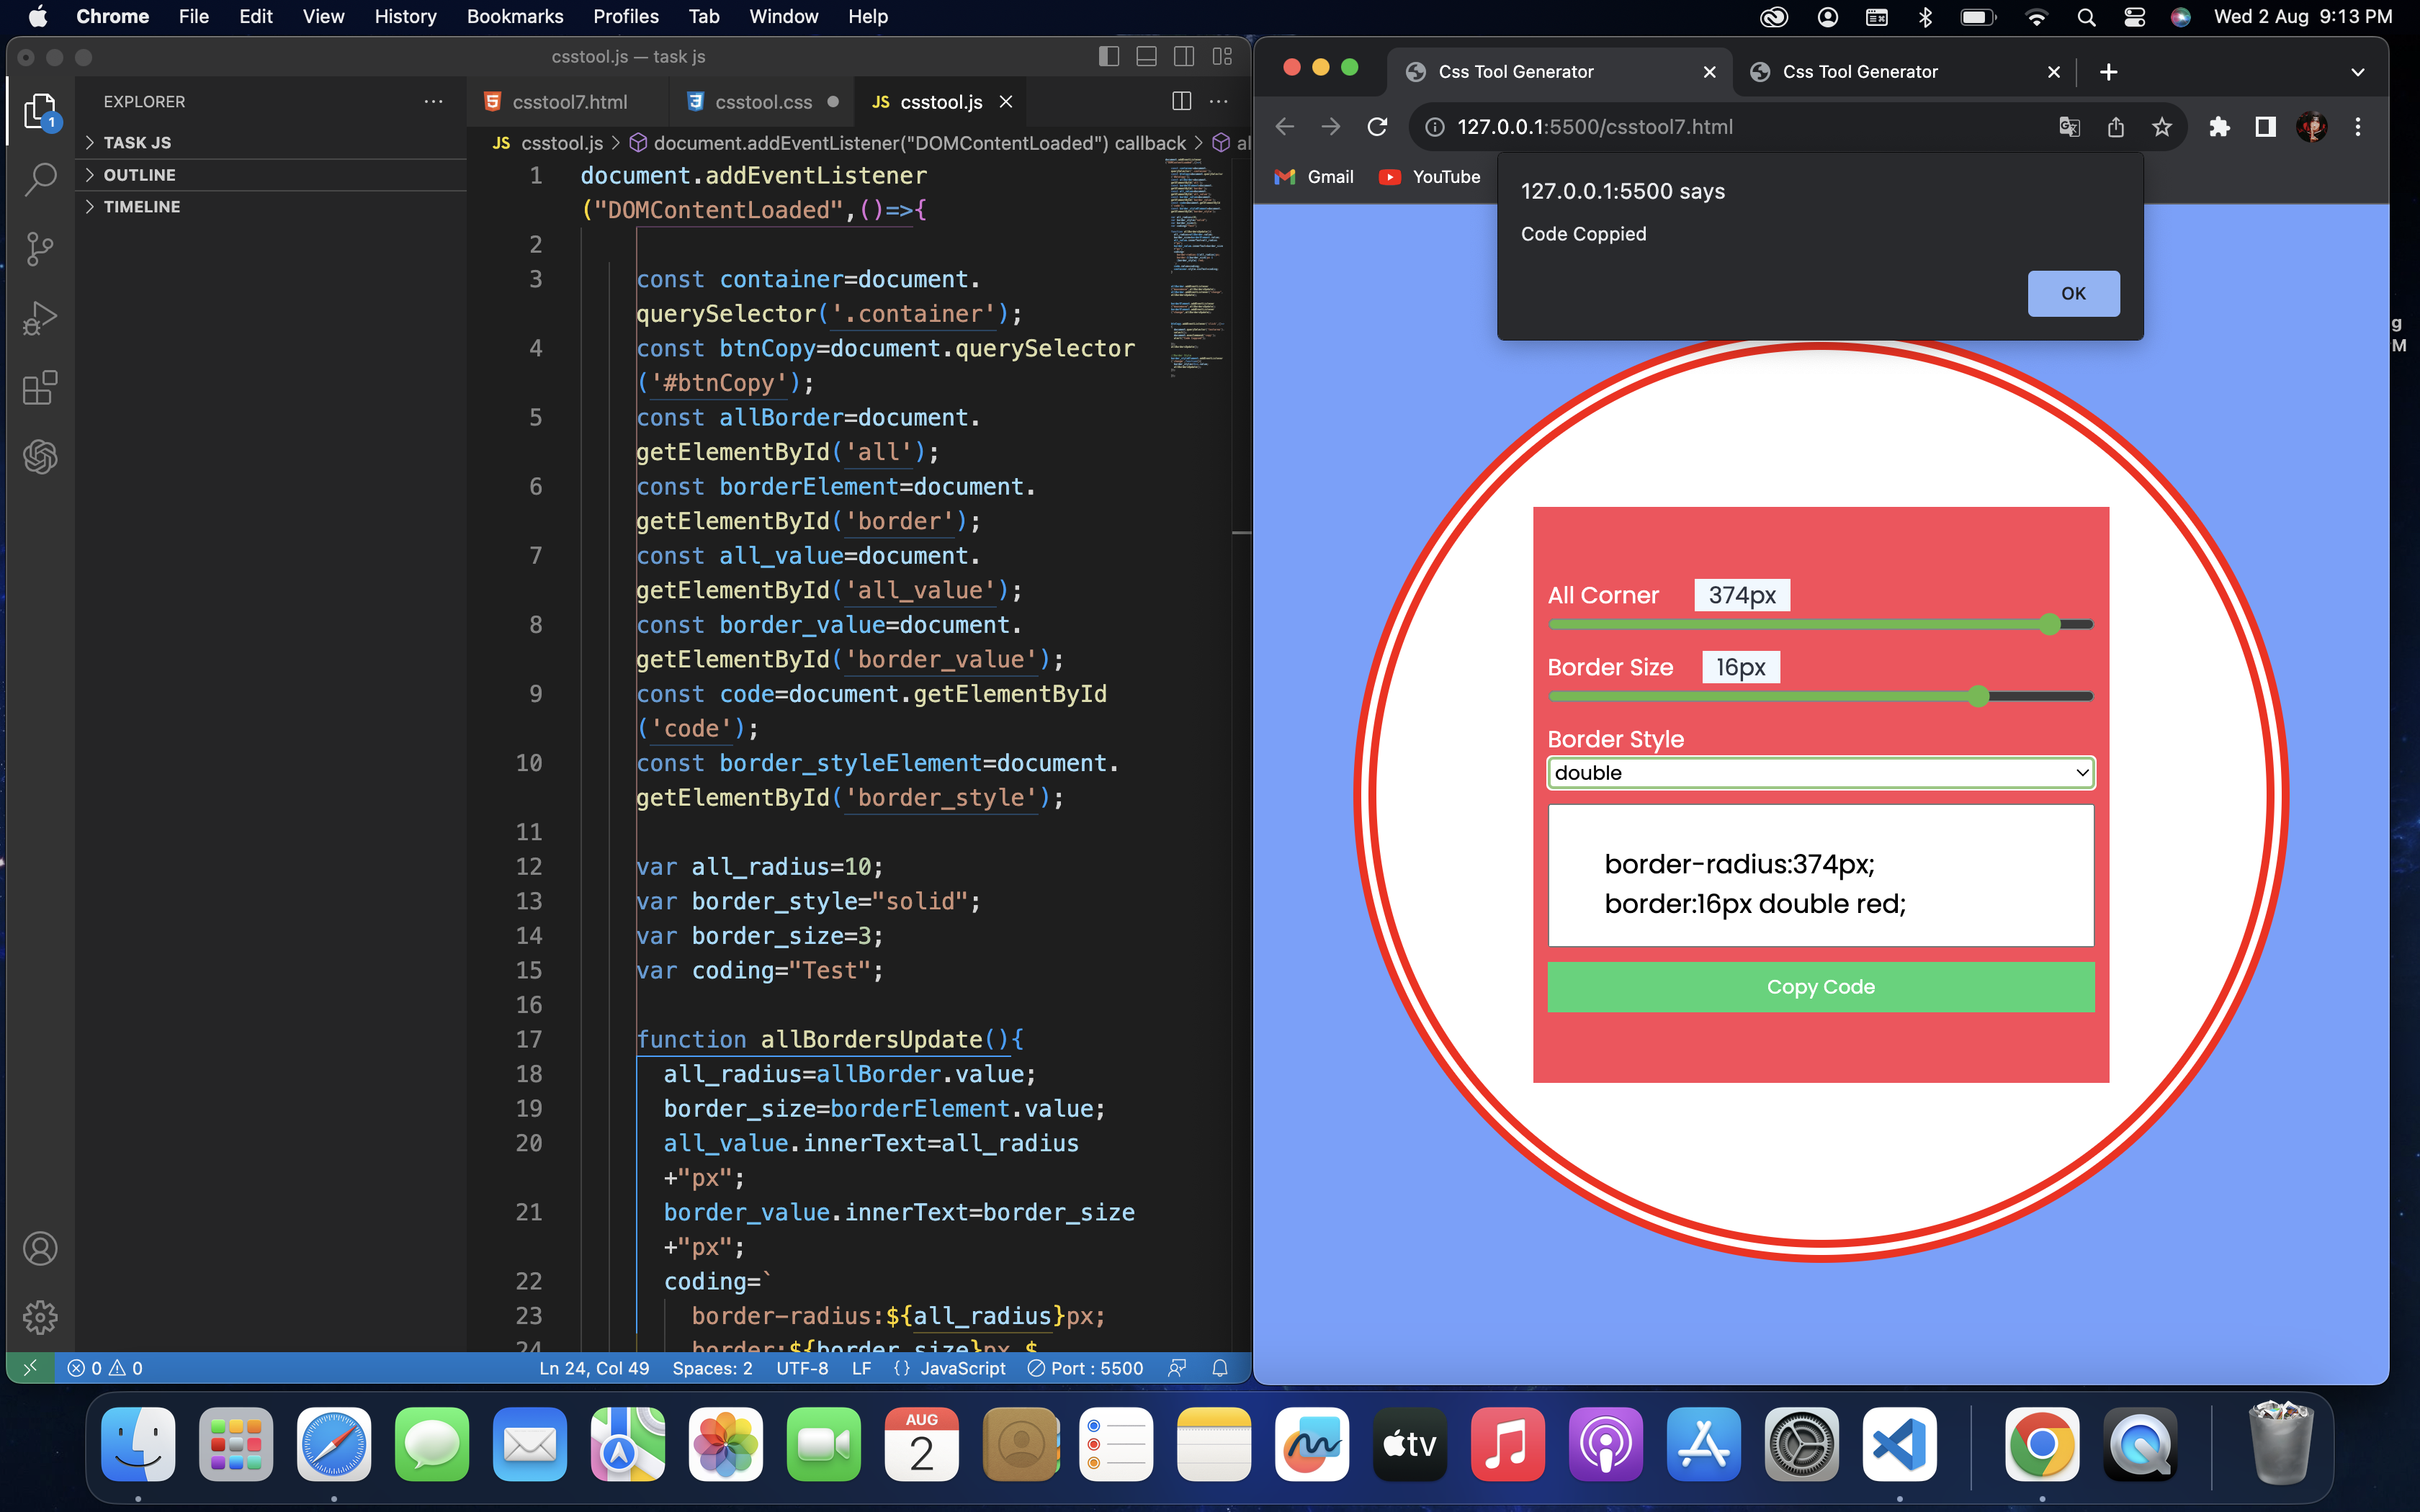 Chrome File Edit View History Bookmarks Profiles Tab Window Help Wed 2 Aug 9:13 PM
csstool.js — task js
EXPLORER
TASK JS
OUTLINE
TIMELINE
1
csstool7.html csstool.css JS csstool.js
JS csstool.js > document.addEventListener("DOMContentLoaded") callback > al
1 document.addEventListener
("DOMContentLoaded",()=>{
2
3 const container=document.
querySelector('.container');
4 const btnCopy=document.querySelector
('#btnCopy');
5 const allBorder=document.
getElementById('all');
6 const borderElement=document.
getElementById('border');
7 const all_value=document.
getElementById('all_value');
8 const border_value=document.
getElementById('border_value');
9 const code=document.getElementById
('code');
10 const border_styleElement=document.
getElementById('border_style');
11
12 var all_radius=10;
13 var border_style="solid";
14 var border_size=3;
15 var coding="Test";
16
17 function allBordersUpdate(){
18 all_radius=allBorder.value;
19 border_size=borderElement.value;
20 all_value.innerText=all_radius
+"px";
21 border_value.innerText=border_size
+"px";
22 coding=`
23 border-radius:${all_radius}px;
24 border:${border_size}px $
0 0 Ln 24, Col 49 Spaces: 2 UTF-8 LF {} JavaScript Port : 5500
Css Tool Generator Css Tool Generator
127.0.0.1:5500/csstool7.html
Gmail YouTube
127.0.0.1:5500 says
Code Coppied
OK
g
M
All Corner 374px
Border Size 16px
Border Style
double
border-radius:374px;
border:16px double red;
Copy Code
AUG
2
tv